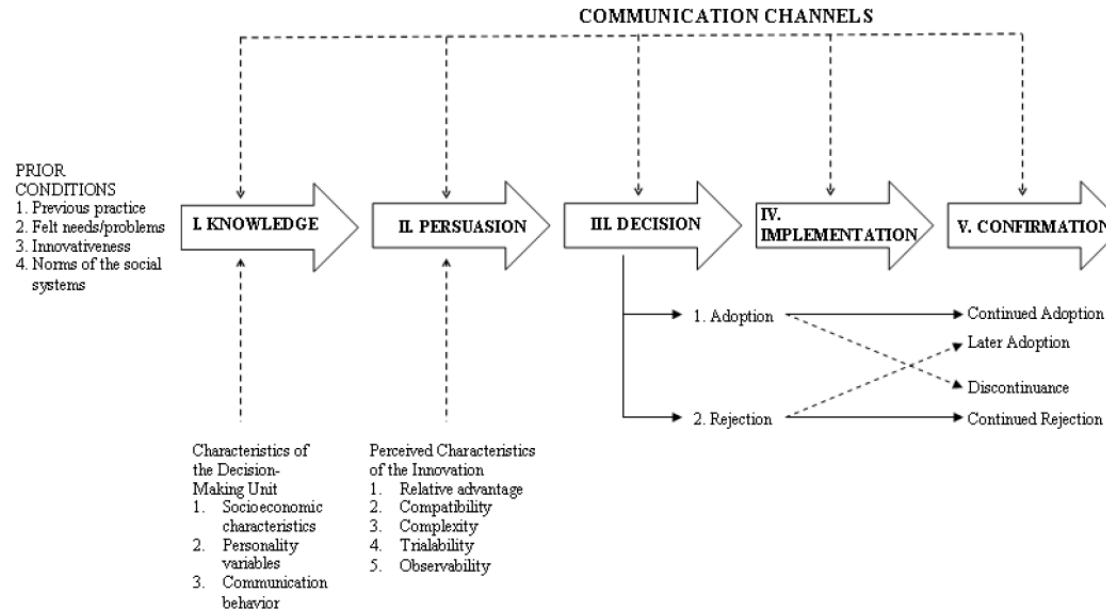 COMMUNICATION CHANNELS
PRIOR
CONDITIONS
1. Previous practice
2. Felt needs/problems
3. Innovativeness
4. Norms of the social
systems
I. KNOWLEDGE
II. PERSUASION
III. DECISION
IV.
IMPLEMENTATION
V. CONFIRMATION
1. Adoption
2. Rejection
Continued Adoption
Later Adoption
Discontinuance
Continued Rejection
Characteristics of
the Decision-
Making Unit
1. Socioeconomic
characteristics
2. Personality
variables
3. Communication
behavior
Perceived Characteristics
of the Innovation
1. Relative advantage
2. Compatibility
3. Complexity
4. Trialability
5. Observability